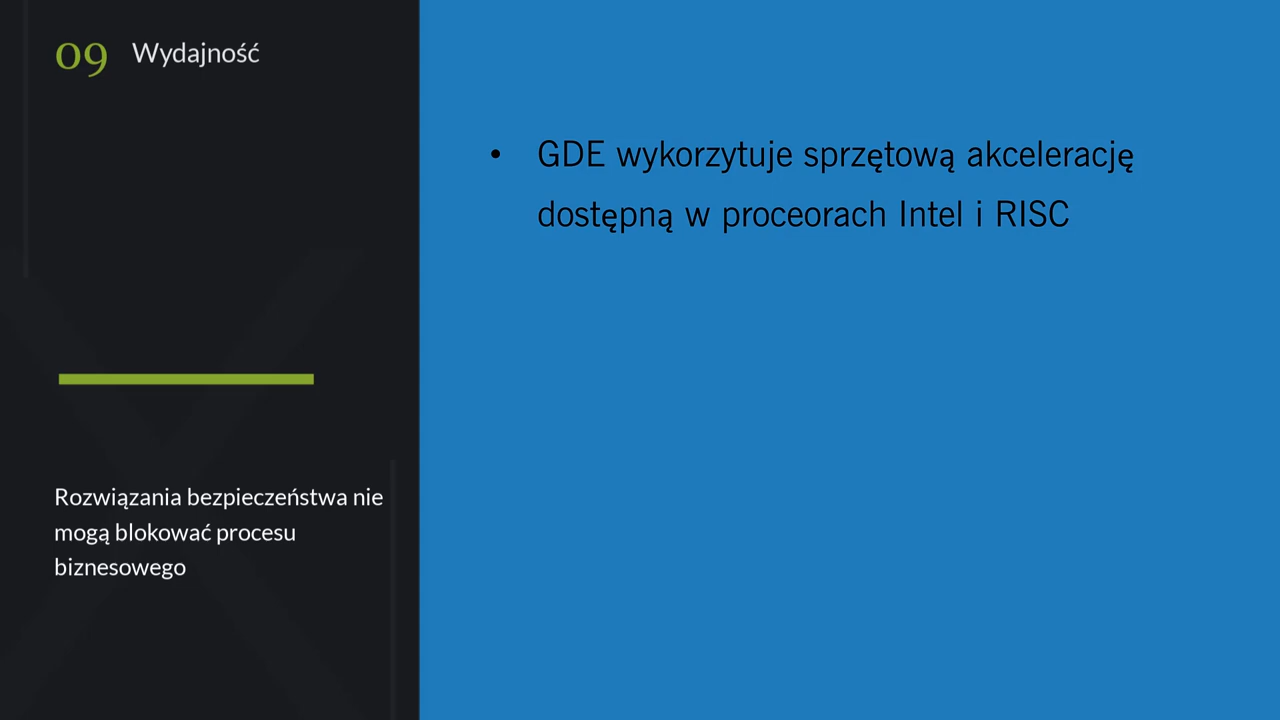 09 Wydajność
Rozwiązania bezpieczeństwa nie
mogą blokować procesu
biznesowego
• GDE wykorzytuje sprzętową akcelerację
dostępną w proceorach Intel i RISC